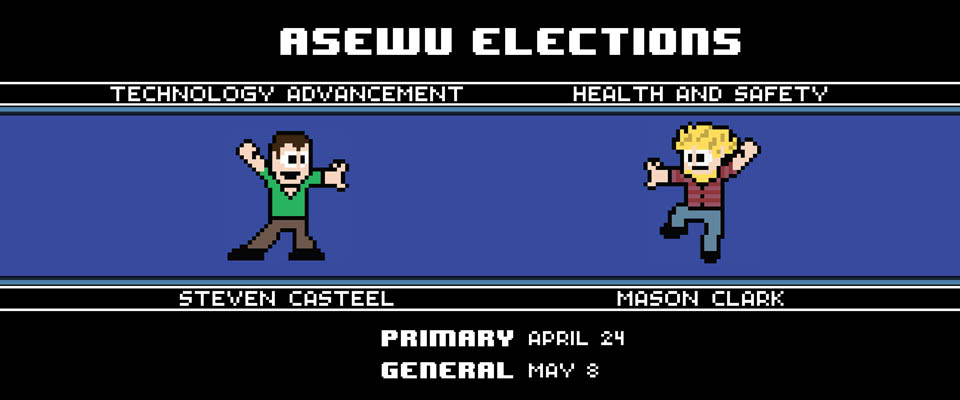 ASEWU ELECTIONS
TECHNOLOGY ADVANCEMENT
HEALTH AND SAFETY
STEVEN CASTEEL
MASON CLARK
PRIMARY APRIL 24
GENERAL MAY 8